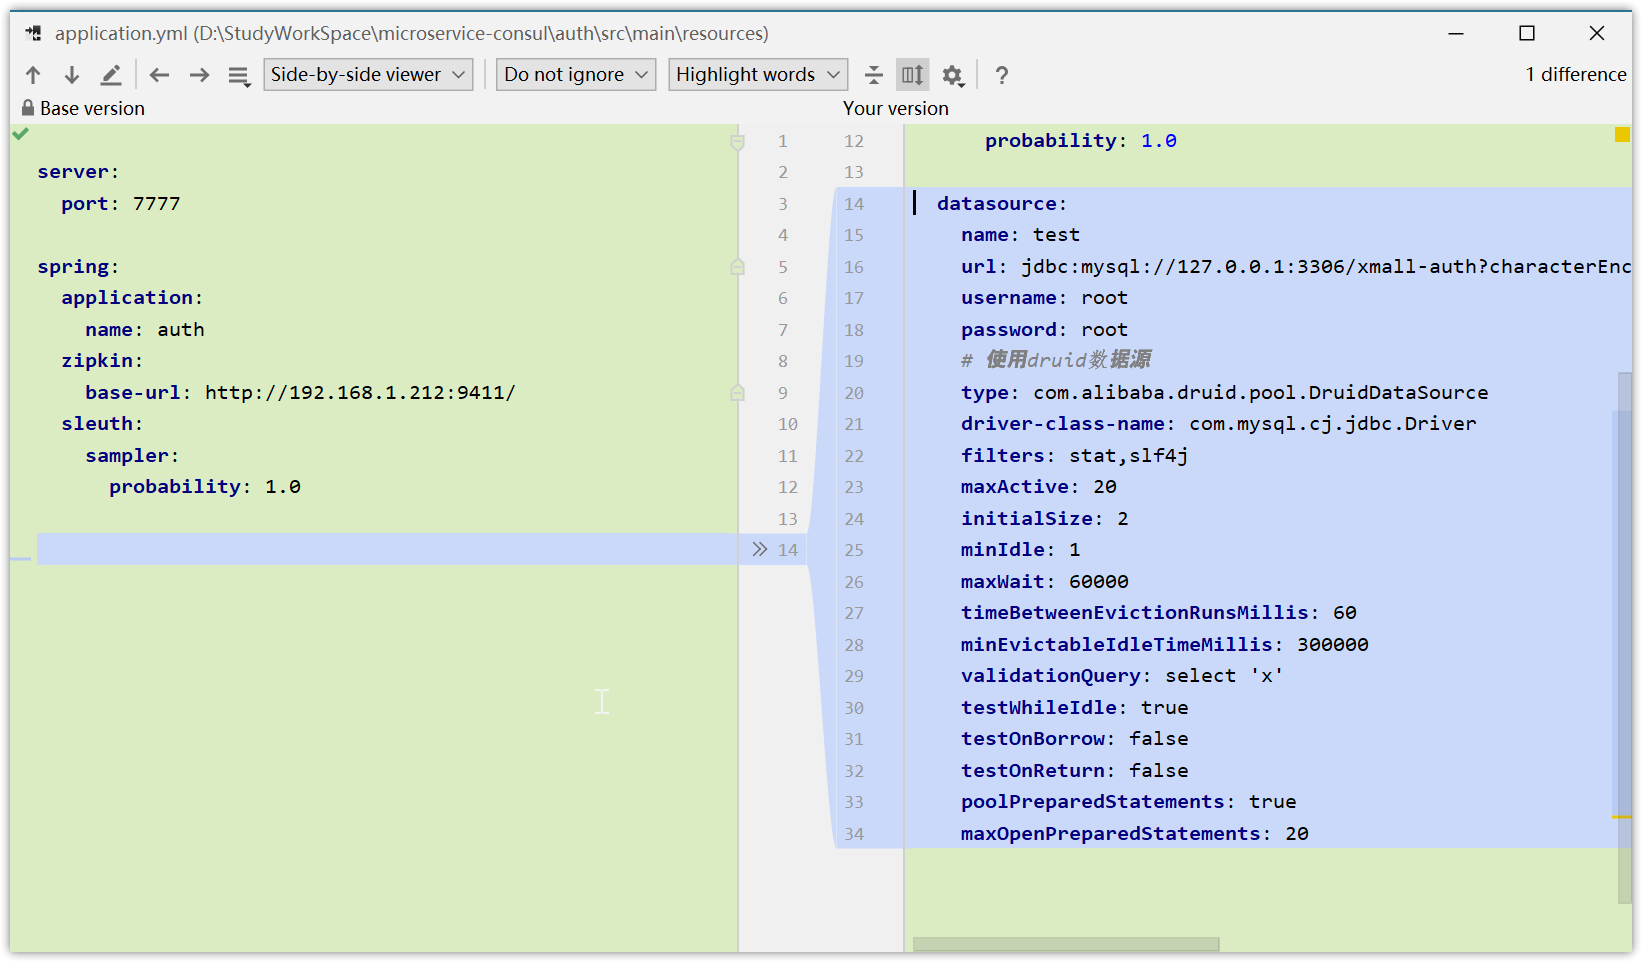 application.yml (D:\StudyWorkSpace\microservice-consul\auth\src\main\resources)
Side-by-side viewer
Do not ignore
Highlight words
?
1 difference
Base version
Your version
1
server:
2
port: 7777
3
4
spring:
5
application:
6
name: auth
7
zipkin:
8
base-url: http://192.168.1.212:9411/
9
sleuth:
10
sampler:
11
probability: 1.0
12
13
14
12
probability: 1.0
13
14
datasource:
15
name: test
16
url: jdbc:mysql://127.0.0.1:3306/xmall-auth?characterEnc
17
username: root
18
password: root
19
# 使用druid数据源
20
type: com.alibaba.druid.pool.DruidDataSource
21
driver-class-name: com.mysql.cj.jdbc.Driver
22
filters: stat,slf4j
23
maxActive: 20
24
initialSize: 2
25
minIdle: 1
26
maxWait: 60000
27
timeBetweenEvictionRunsMillis: 60
28
minEvictableIdleTimeMillis: 300000
29
validationQuery: select 'x'
30
testWhileIdle: true
31
testOnBorrow: false
32
testOnReturn: false
33
poolPreparedStatements: true
34
maxOpenPreparedStatements: 20